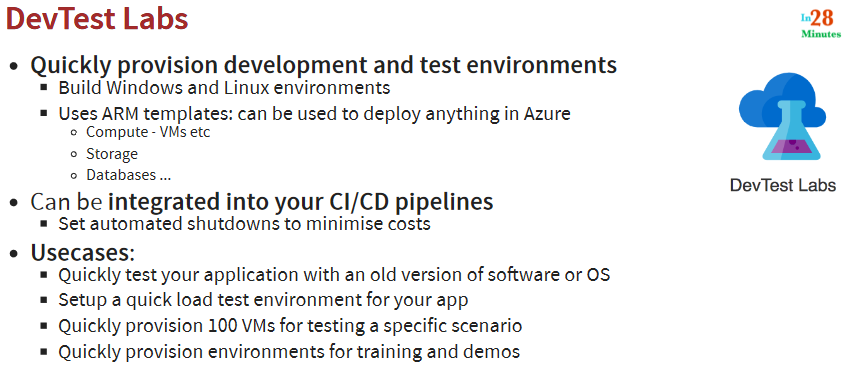 DevTest Labs
In28
Minutes
• Quickly provision development and test environments
▪ Build Windows and Linux environments
▪ Uses ARM templates: can be used to deploy anything in Azure
◦ Compute - VMs etc
◦ Storage
◦ Databases ...
DevTest Labs
• Can be integrated into your CI/CD pipelines
▪ Set automated shutdowns to minimise costs
• Usecases:
▪ Quickly test your application with an old version of software or OS
▪ Setup a quick load test environment for your app
▪ Quickly provision 100 VMs for testing a specific scenario
▪ Quickly provision environments for training and demos